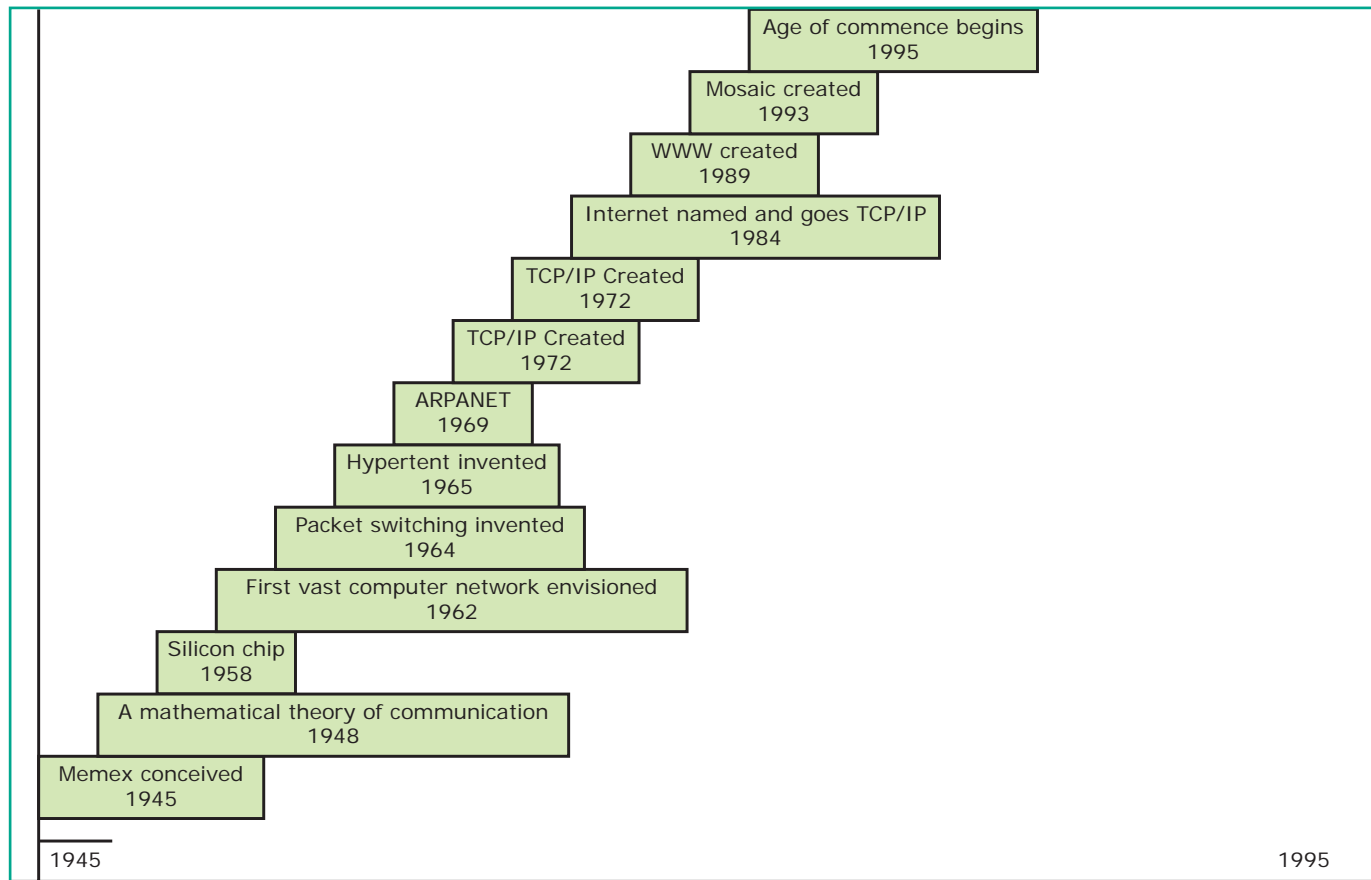 Age of commence begins
1995
Mosaic created
1993
WWW created
1989
Internet named and goes TCP/IP
1984
TCP/IP Created
1972
TCP/IP Created
1972
ARPANET
1969
Hypertent invented
1965
Packet switching invented
1964
First vast computer network envisioned
1962
Silicon chip
1958
A mathematical theory of communication
1948
Memex conceived
1945
1945
1995